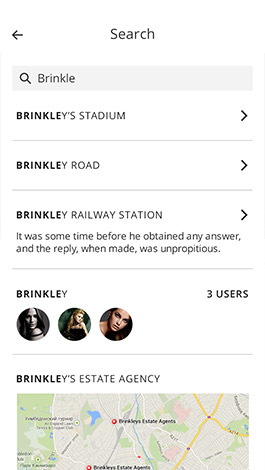 Search
Brinkle
BRINKLEY'S STADIUM
BRINKLEY ROAD
BRINKLEY RAILWAY STATION
It was some time before he obtained any answer,
and the reply, when made, was unpropitious.
BRINKLEY 3 USERS
BRINKLEY'S ESTATE AGENCY
Brinkleys Estate Agents
Brinkleys Estate Agents